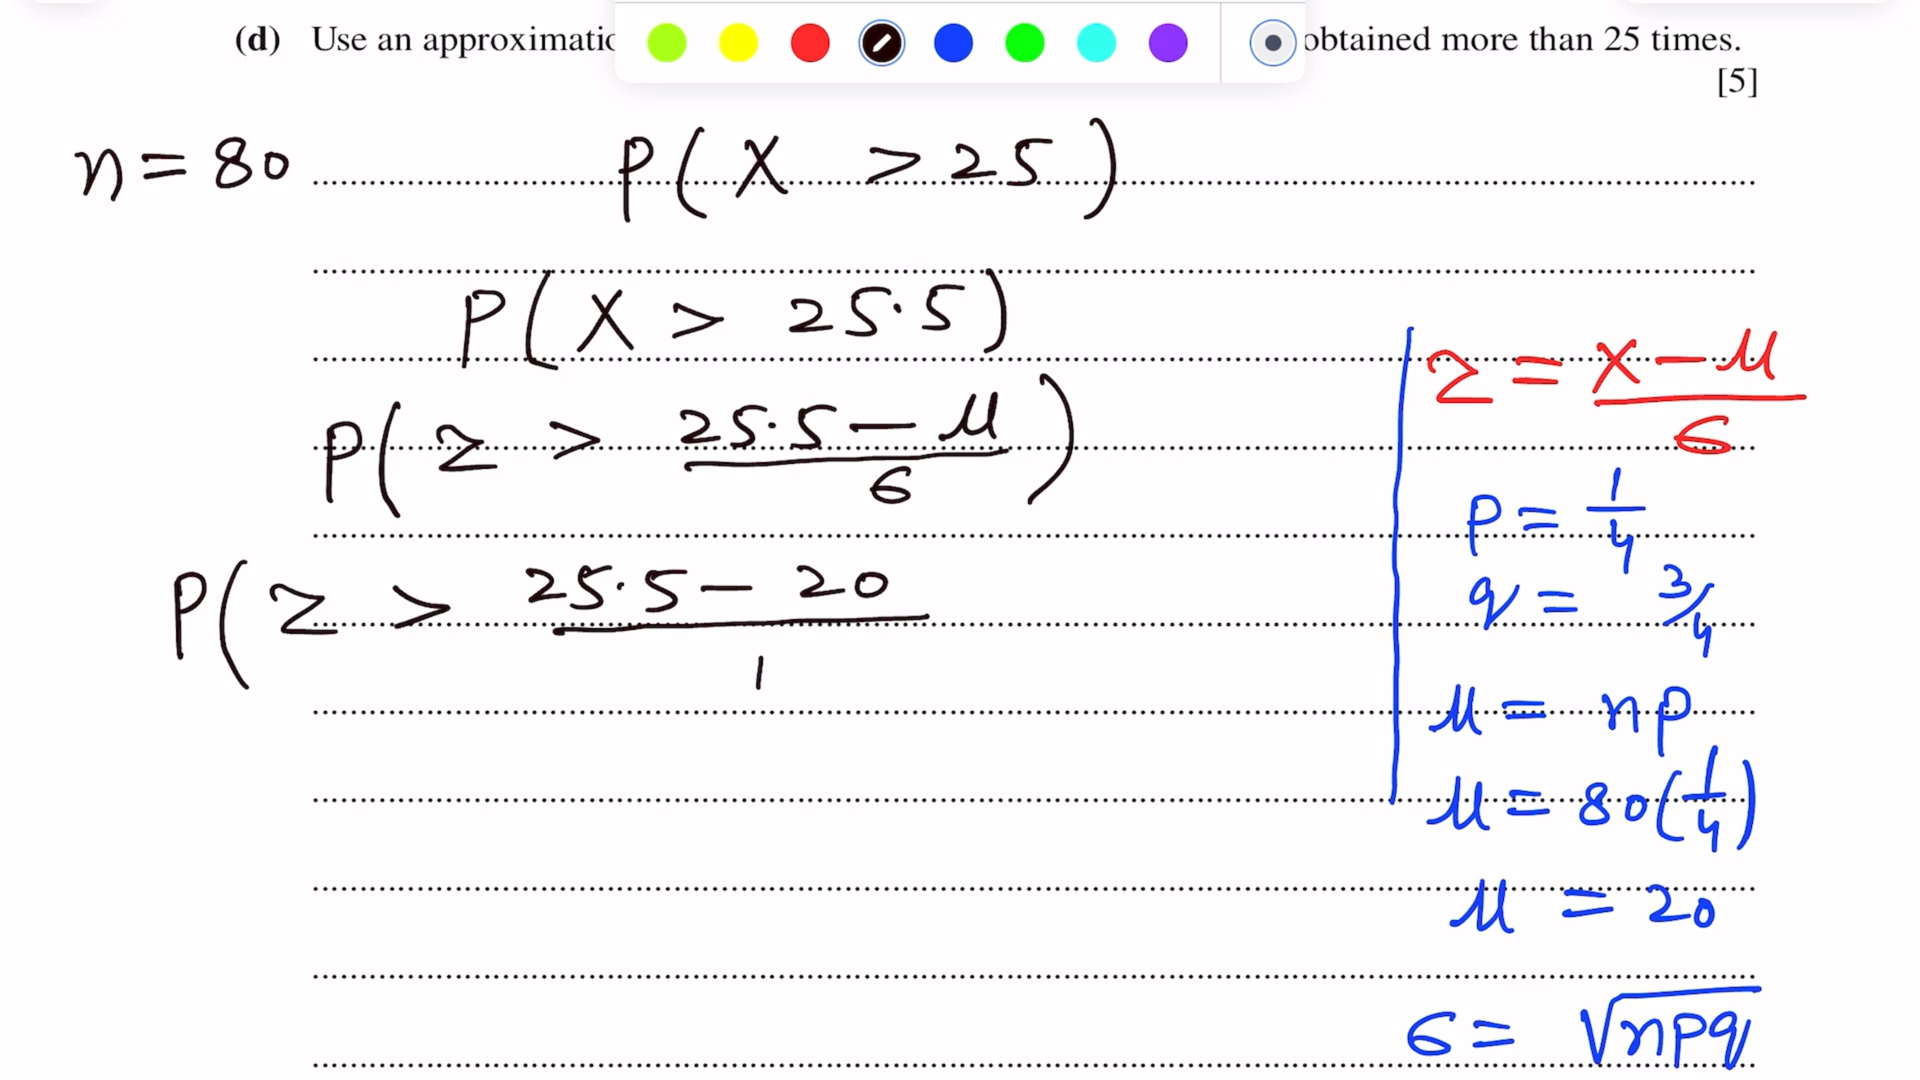 (d) Use an approximatio obtained more than 25 times.
[5]
n = 80
P(X > 25)
P(X > 25.5)
P(Z > 25.5 - μ / σ)
P(Z > 25.5 - 20 / 1
Z = X - μ / σ
P = 1/4
q = 3/4
μ = np
μ = 80(1/4)
μ = 20
σ = √npq